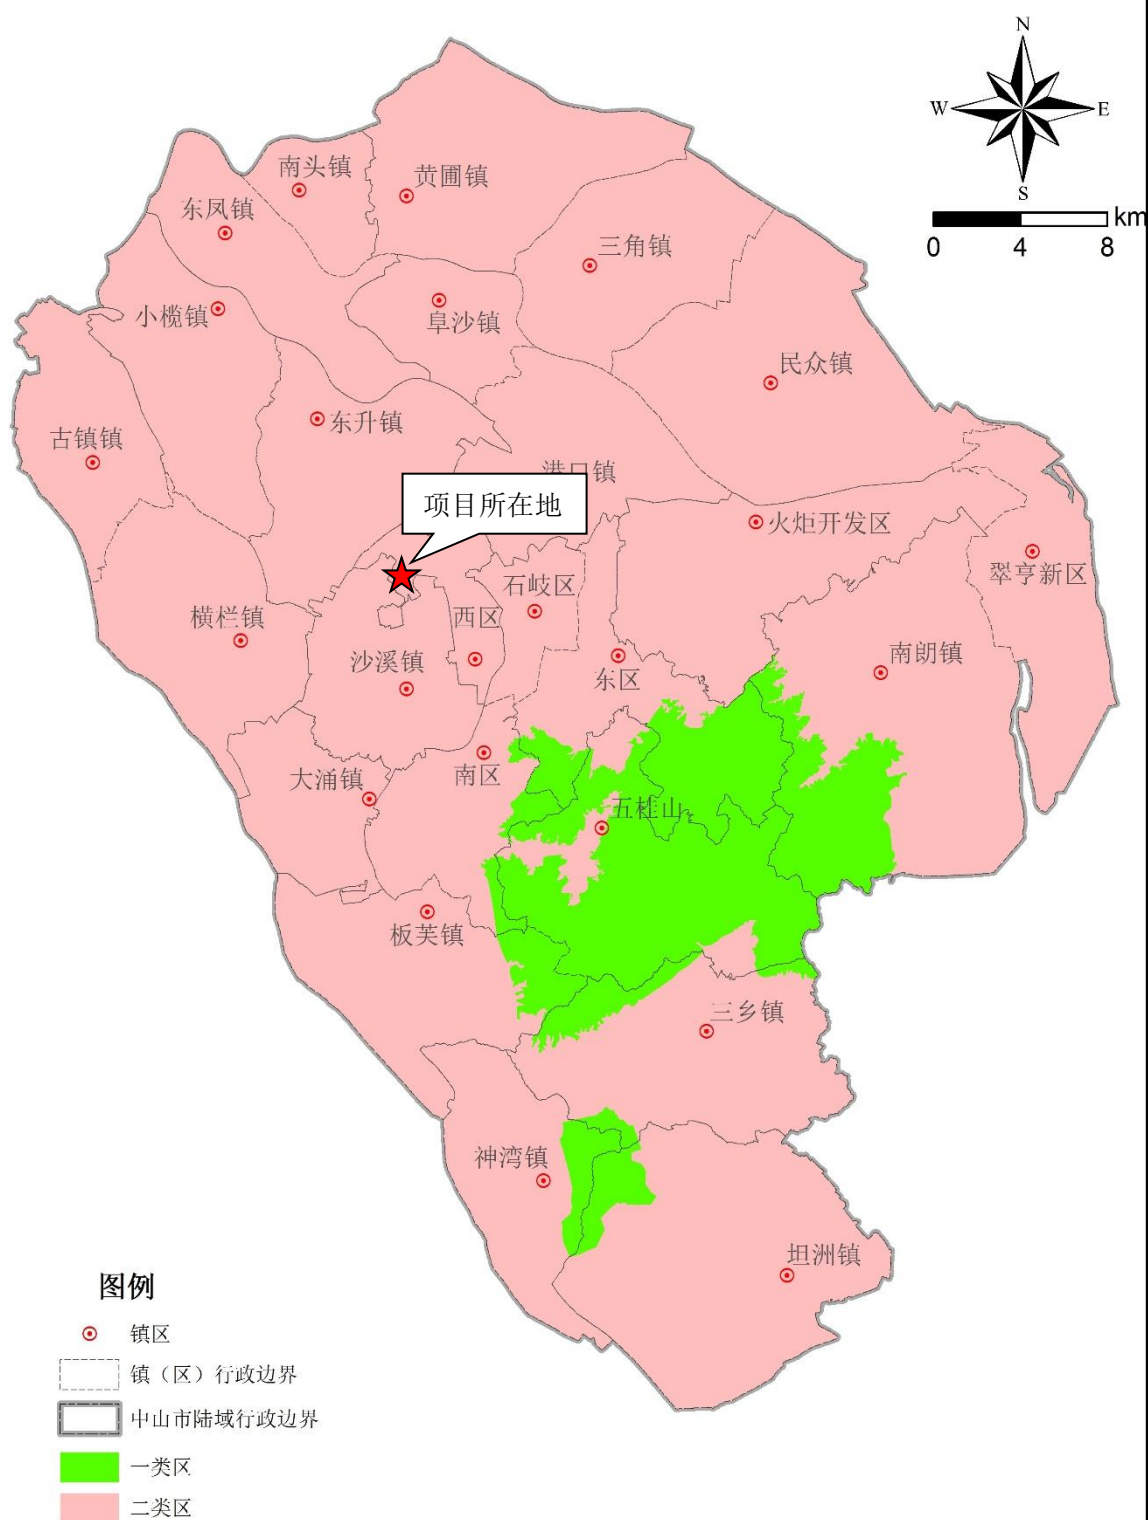 N
W
E
S
km
0
4
8
南头镇
黄圃镇
东凤镇
三角镇
小榄镇
阜沙镇
民众镇
东升镇
古镇镇
港口镇
项目所在地
火炬开发区
翠亨新区
石岐区
横栏镇
西区
南朗镇
沙溪镇
东区
大涌镇
南区
五桂山
板芙镇
三乡镇
神湾镇
坦洲镇
图例
镇区
镇（区）行政边界
中山市陆域行政边界
一类区
二类区